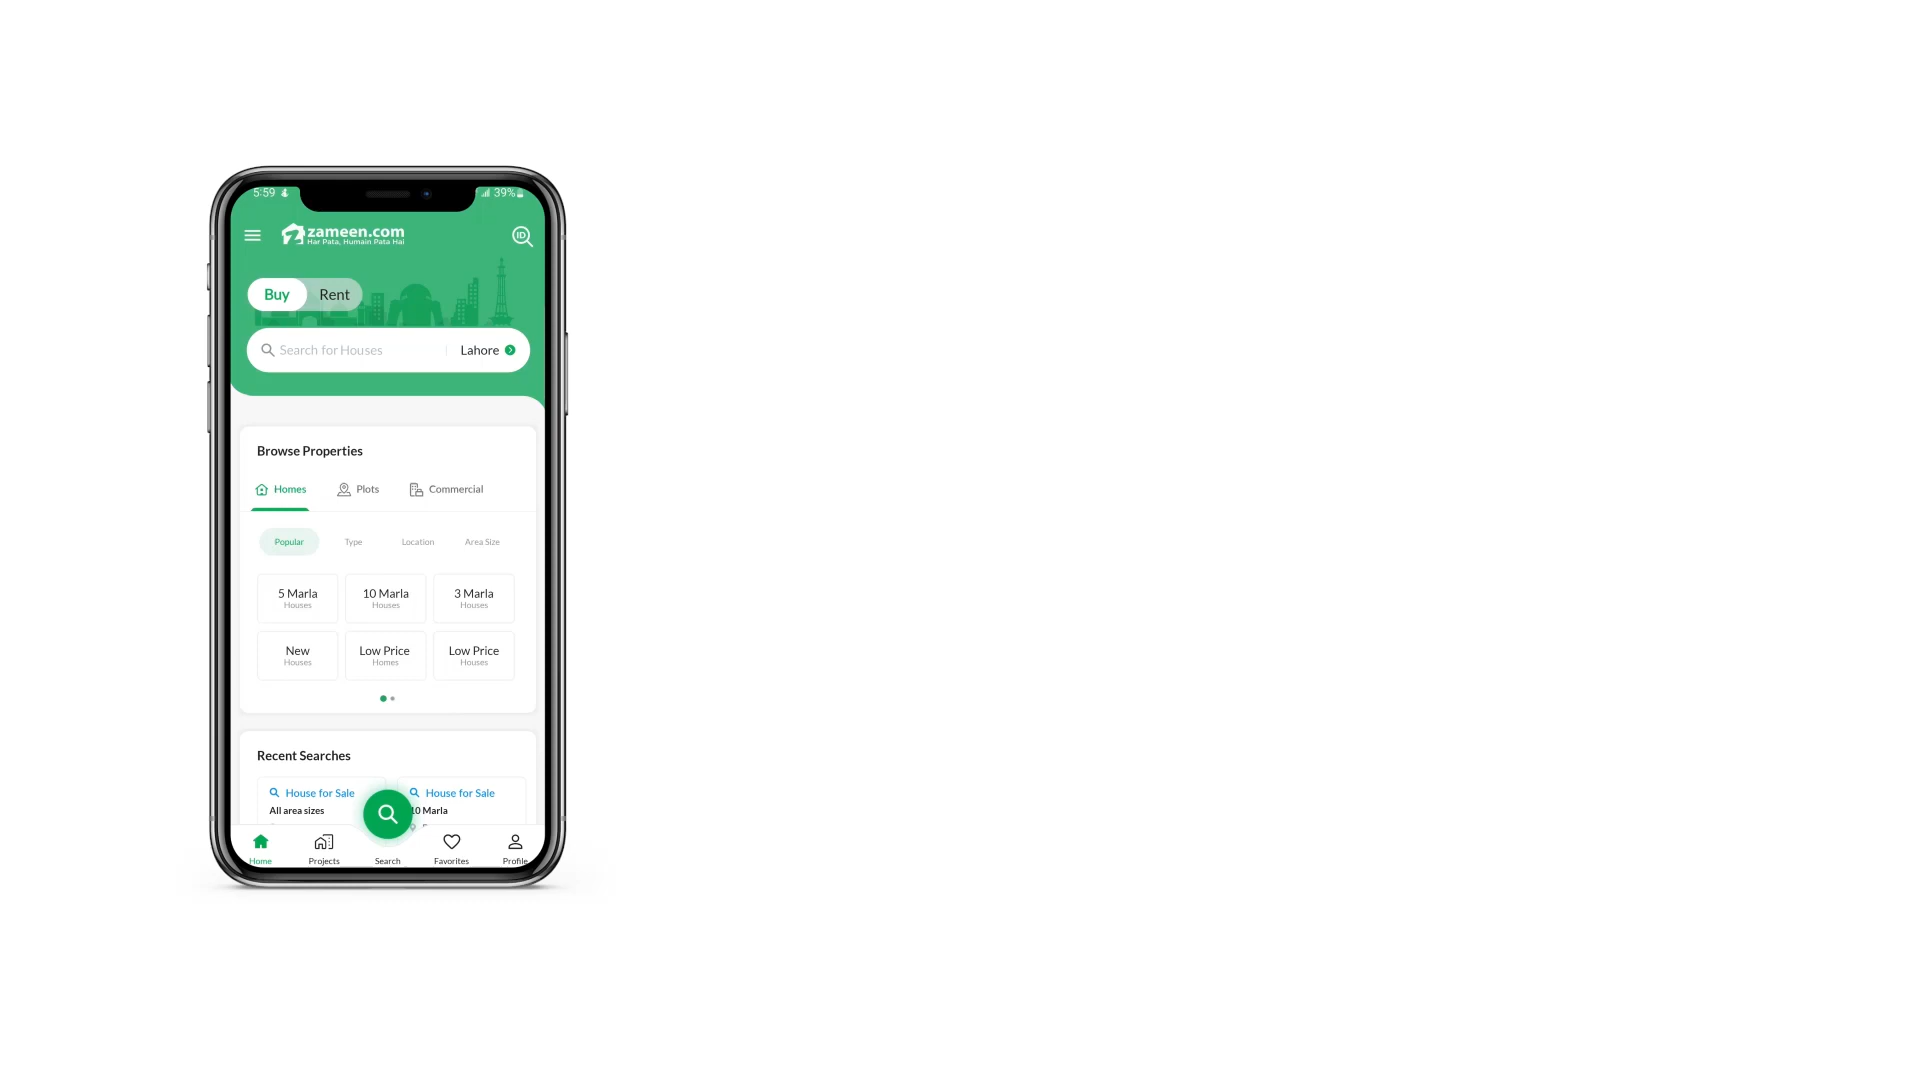 5:59
39%
zameen.com
Har Pata, Humain Pata Hai
ID
Buy Rent
Search for Houses Lahore
Browse Properties
Homes Plots Commercial
Popular Type Location Area Size
5 Marla 10 Marla 3 Marla
Houses Houses Houses
New Low Price Low Price
Houses Homes Houses
Recent Searches
House for Sale House for Sale
All area sizes 10 Marla
Home Projects Search Favorites Profile